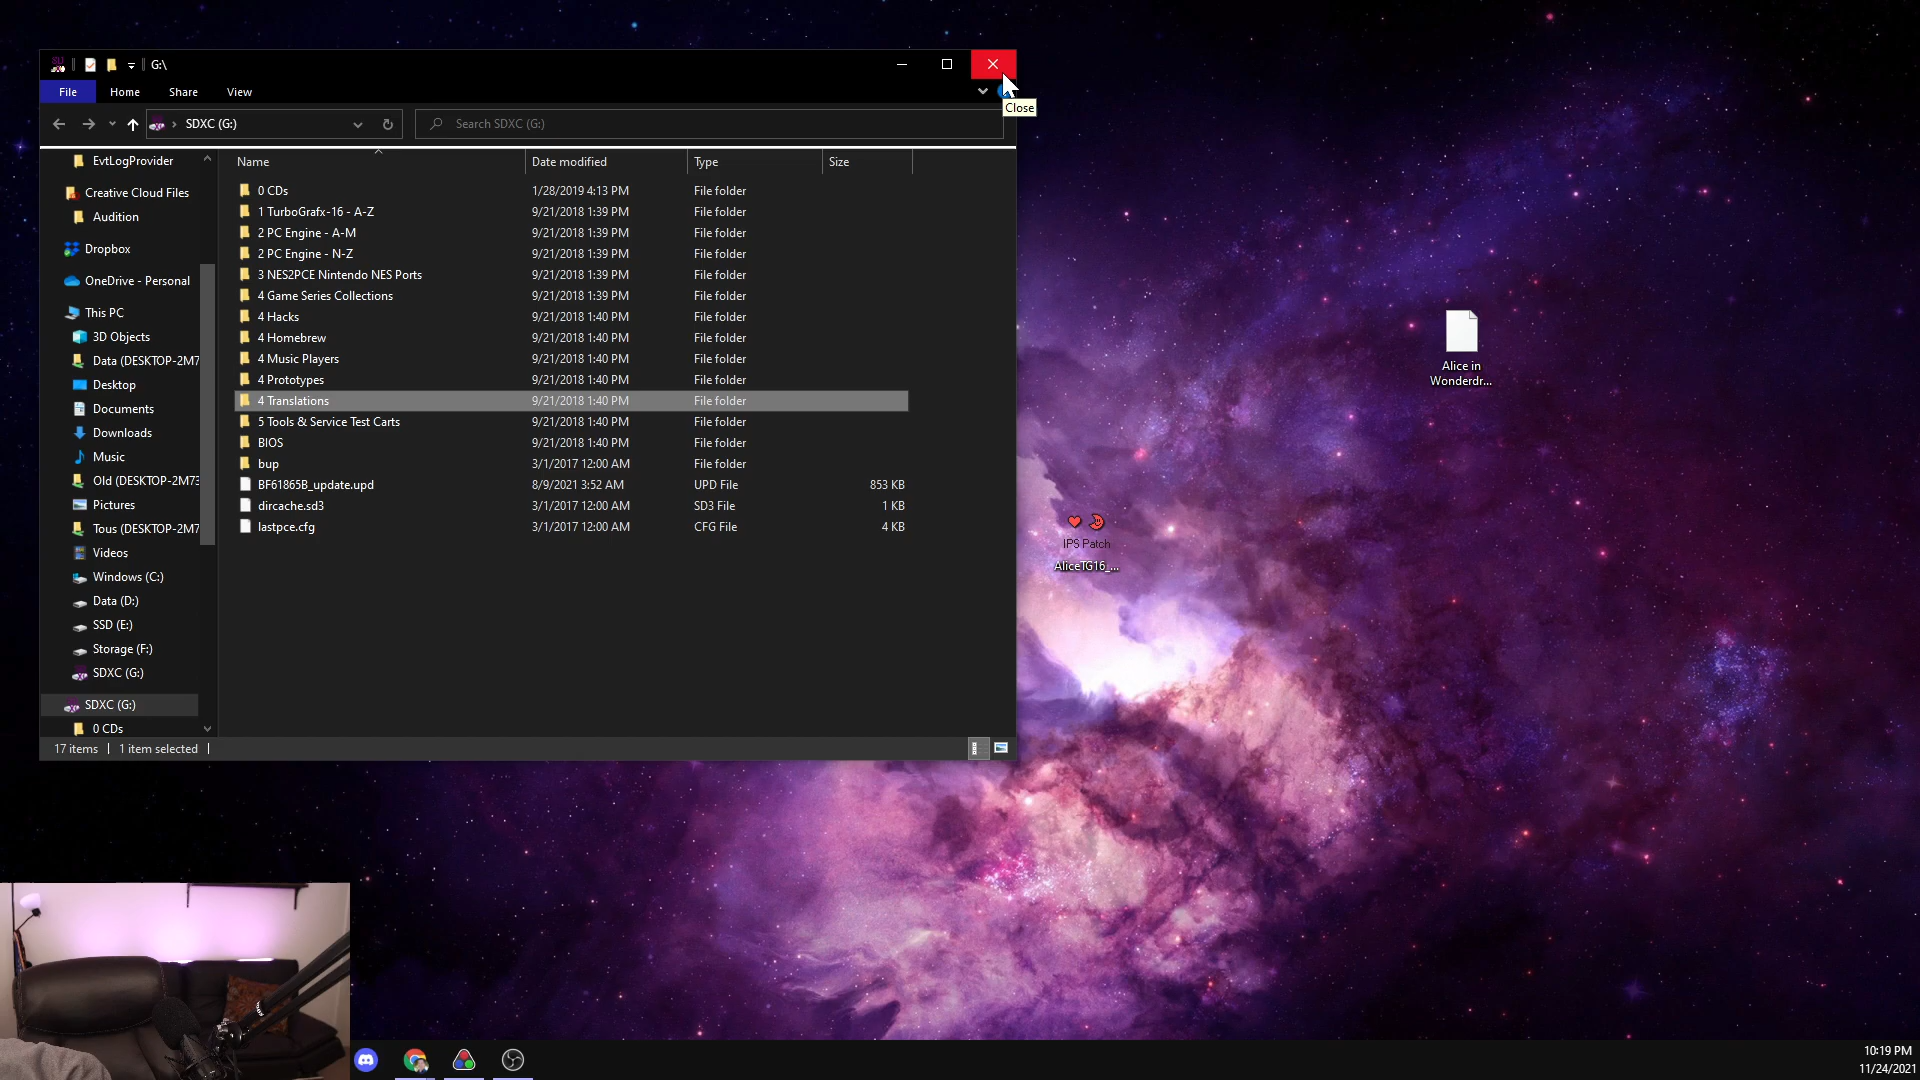 G:\
File Home Share View
Close
SDXC (G:)
Search SDXC (G:)
EvtLogProvider
Creative Cloud Files
Audition
Dropbox
OneDrive - Personal
This PC
3D Objects
Data (DESKTOP-2M7
Desktop
Documents
Downloads
Music
Old (DESKTOP-2M73
Pictures
Tous (DESKTOP-2M7
Videos
Windows (C:)
Data (D:)
SSD (E:)
Storage (F:)
SDXC (G:)
SDXC (G:)
0 CDs
Name Date modified Type Size
0 CDs 1/28/2019 4:13 PM File folder
1 TurboGrafx-16 - A-Z 9/21/2018 1:39 PM File folder
2 PC Engine - A-M 9/21/2018 1:39 PM File folder
2 PC Engine - N-Z 9/21/2018 1:39 PM File folder
3 NES2PCE Nintendo NES Ports 9/21/2018 1:39 PM File folder
4 Game Series Collections 9/21/2018 1:39 PM File folder
4 Hacks 9/21/2018 1:40 PM File folder
4 Homebrew 9/21/2018 1:40 PM File folder
4 Music Players 9/21/2018 1:40 PM File folder
4 Prototypes 9/21/2018 1:40 PM File folder
4 Translations 9/21/2018 1:40 PM File folder
5 Tools & Service Test Carts 9/21/2018 1:40 PM File folder
BIOS 9/21/2018 1:40 PM File folder
bup 3/1/2017 12:00 AM File folder
BF61865B_update.upd 8/9/2021 3:52 AM UPD File 853 KB
dircache.sd3 3/1/2017 12:00 AM SD3 File 1 KB
lastpce.cfg 3/1/2017 12:00 AM CFG File 4 KB
17 items 1 item selected
Alice in
Wonderdr...
IPS Patch
AliceTG16_...
10:19 PM
11/24/2021